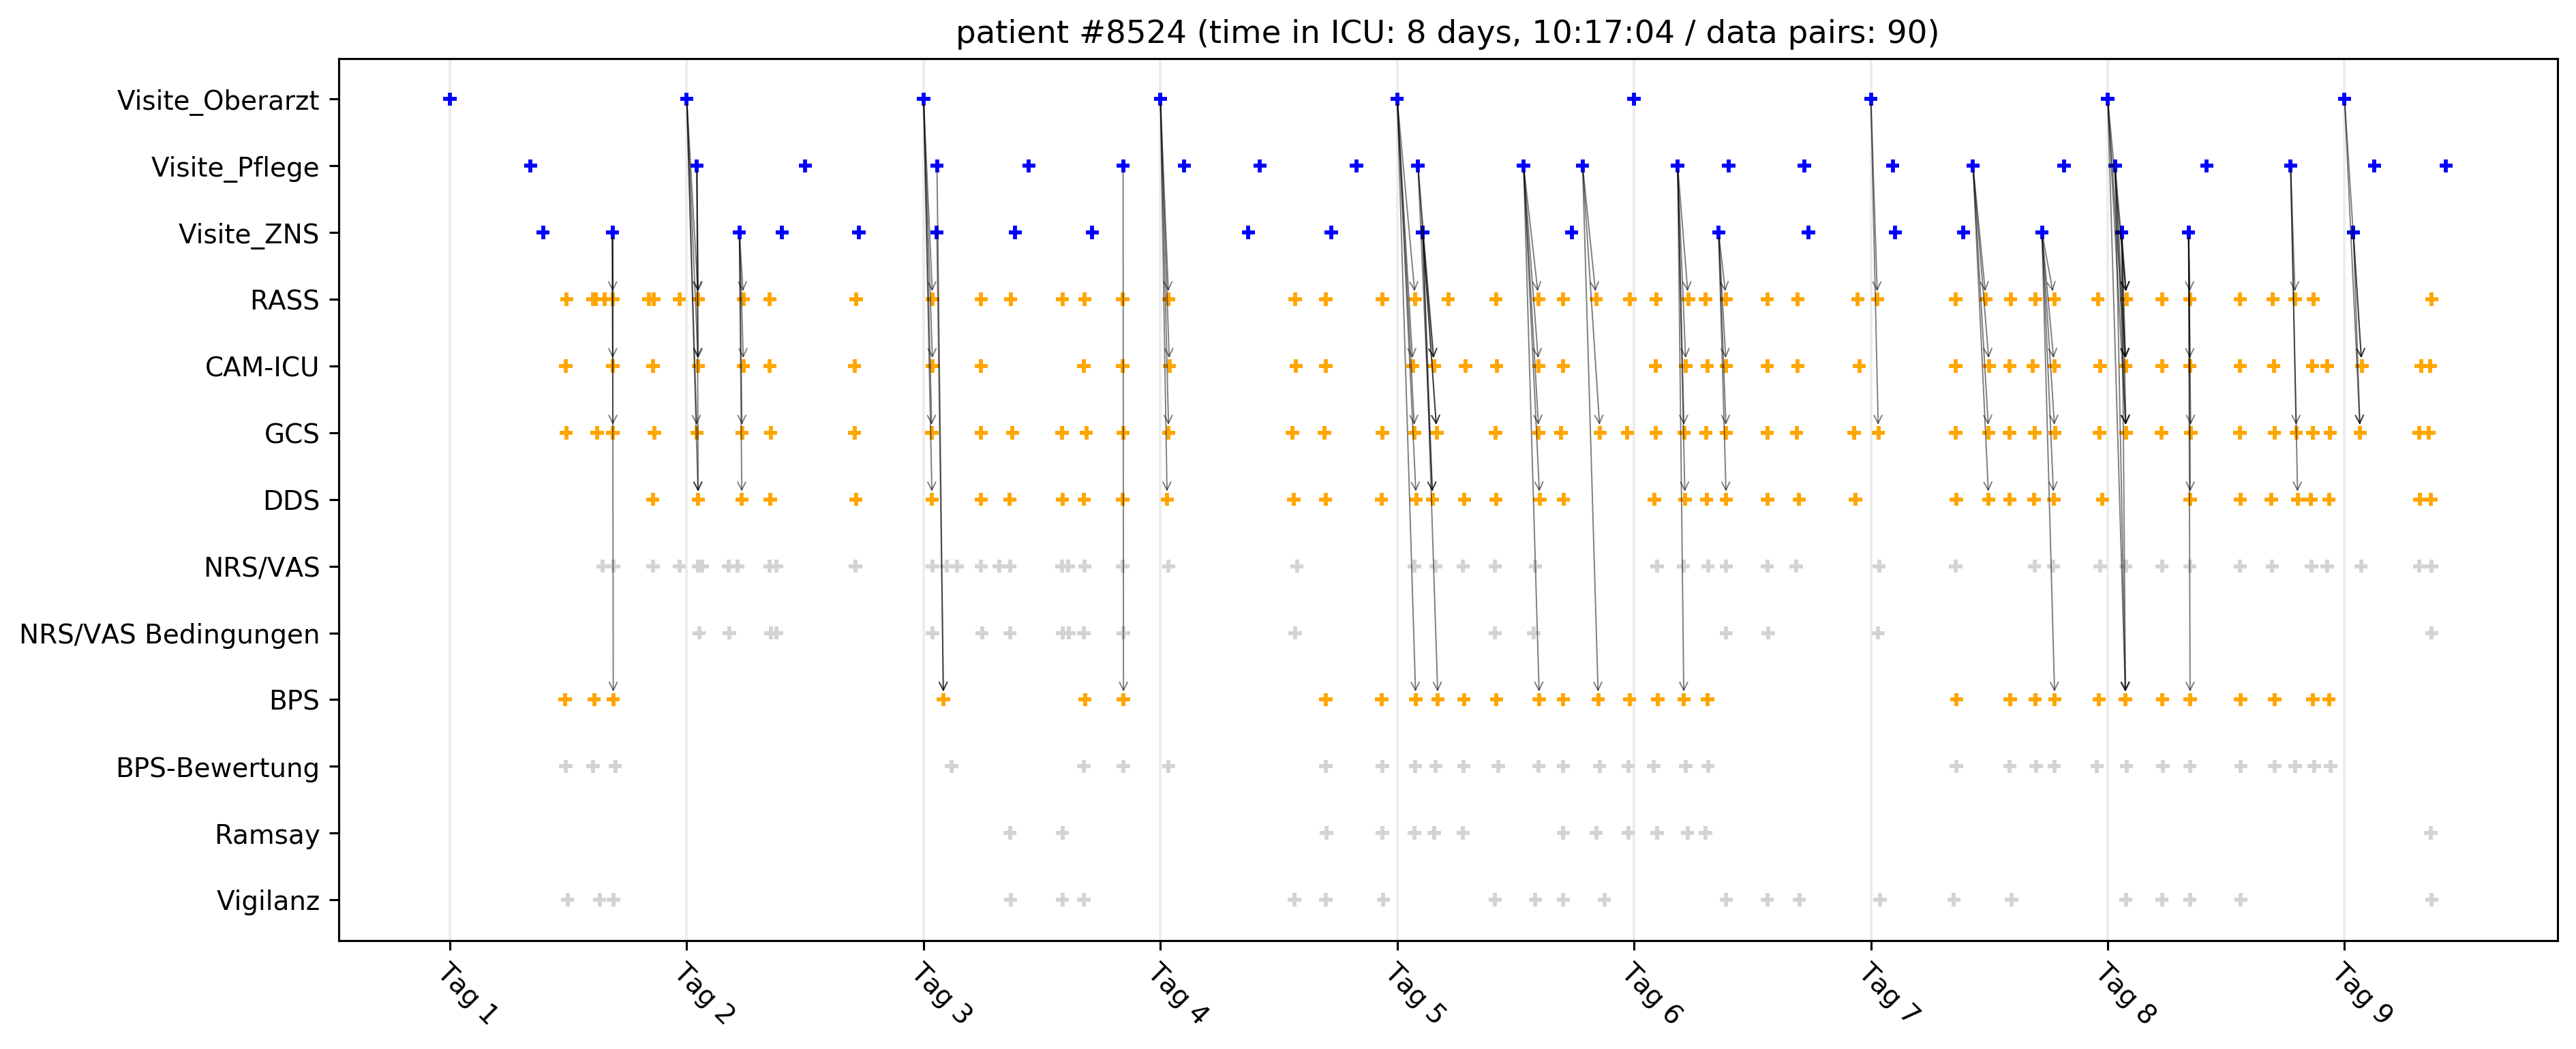 patient #8524 (time in ICU: 8 days, 10:17:04 / data pairs: 90)
Visite_Oberarzt
Visite_Pflege
Visite_ZNS
RASS
CAM-ICU
GCS
DDS
NRS/VAS
NRS/VAS Bedingungen
BPS
BPS-Bewertung
Ramsay
Vigilanz
Tag 1
Tag 2
Tag 3
Tag 4
Tag 5
Tag 6
Tag 7
Tag 8
Tag 9